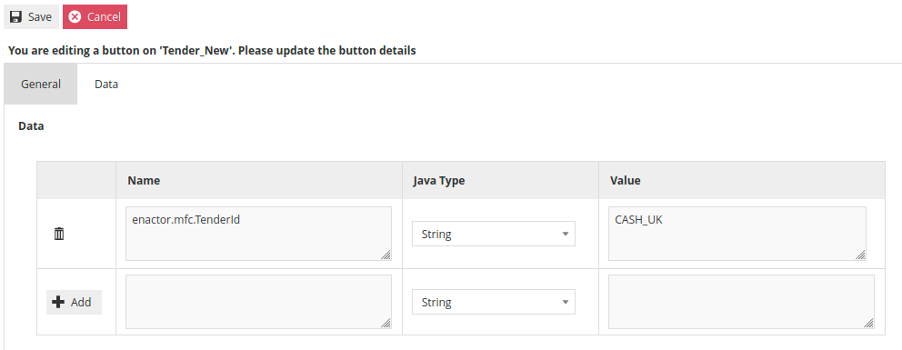 Save Cancel
You are editing a button on 'Tender_New'. Please update the button details
General Data
Data
Name Java Type Value
enactor.mfc.TenderId String CASH_UK
Add String